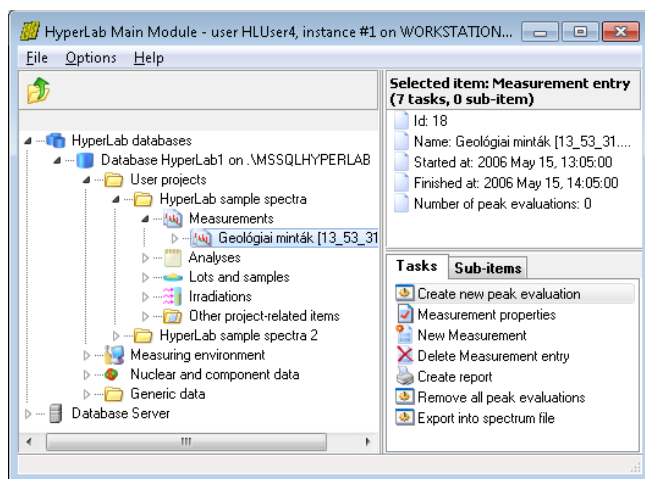 HyperLab Main Module - user HLUser4, instance #1 on WORKSTATION...
File Options Help
HyperLab databases
Database HyperLab1 on .\MSSQLHYPERLAB
User projects
HyperLab sample spectra
Measurements
Geológiai minták [13_53_31
Analyses
Lots and samples
Irradiations
Other project-related items
HyperLab sample spectra 2
Measuring environment
Nuclear and component data
Generic data
Database Server
Selected item: Measurement entry
(7 tasks, 0 sub-item)
Id: 18
Name: Geológiai minták [13_53_31....
Started at: 2006 May 15, 13:05:00
Finished at: 2006 May 15, 14:05:00
Number of peak evaluations: 0
Tasks Sub-items
Create new peak evaluation
Measurement properties
New Measurement
Delete Measurement entry
Create report
Remove all peak evaluations
Export into spectrum file